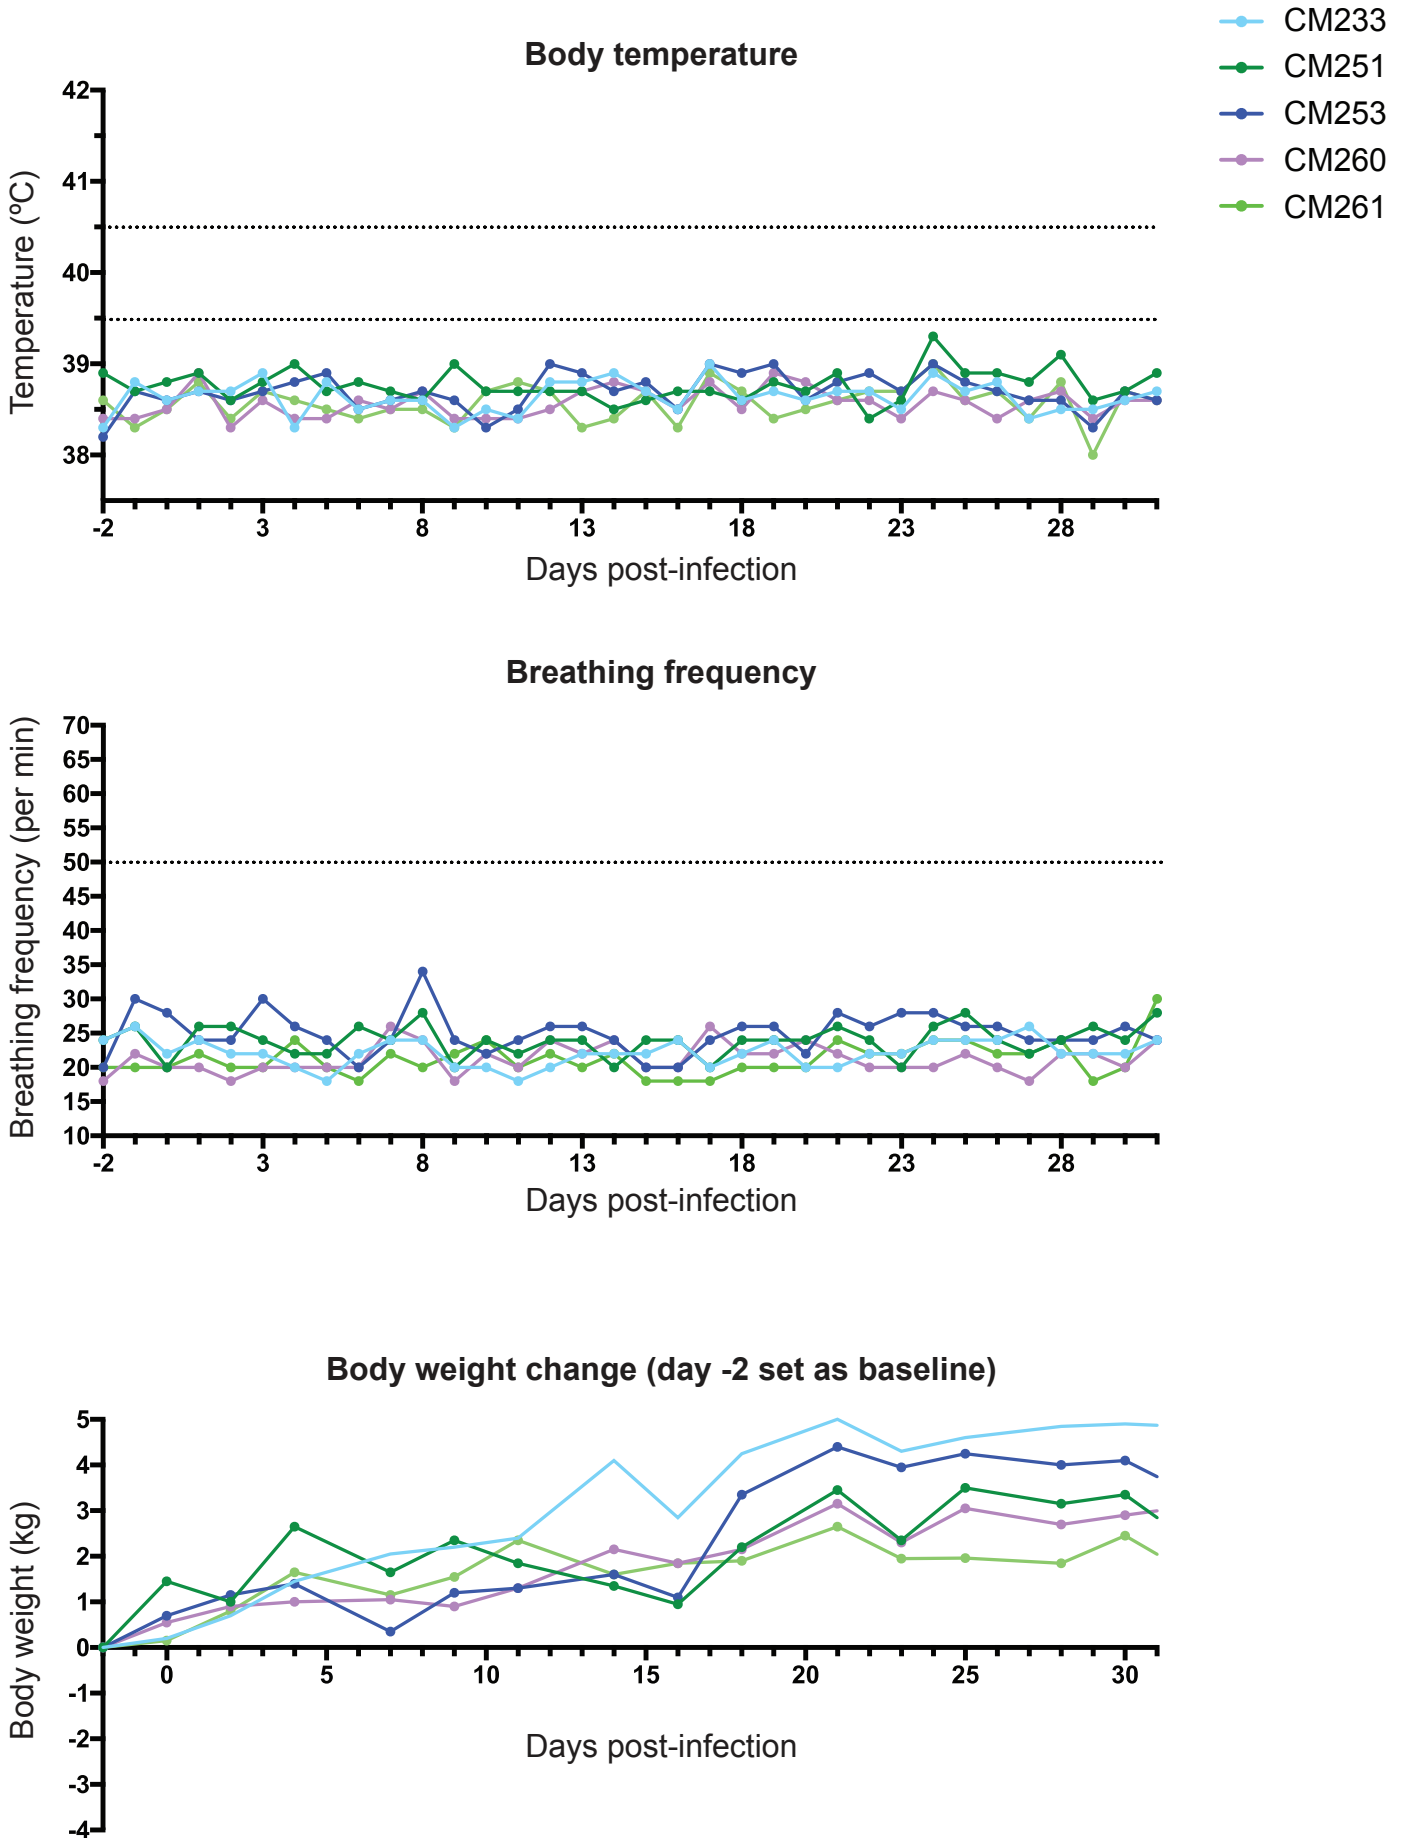 CM233
CM251
CM253
CM260
CM261
Body temperature
Temperature (ºC)
42
41
40
39
38
-2 3 8 13 18 23 28
Days post-infection
Breathing frequency
Breathing frequency (per min)
70
65
60
55
50
45
40
35
30
25
20
15
10
-2 3 8 13 18 23 28
Days post-infection
Body weight change (day -2 set as baseline)
Body weight (kg)
5
4
3
2
1
0
-1
-2
-3
-4
0 5 10 15 20 25 30
Days post-infection